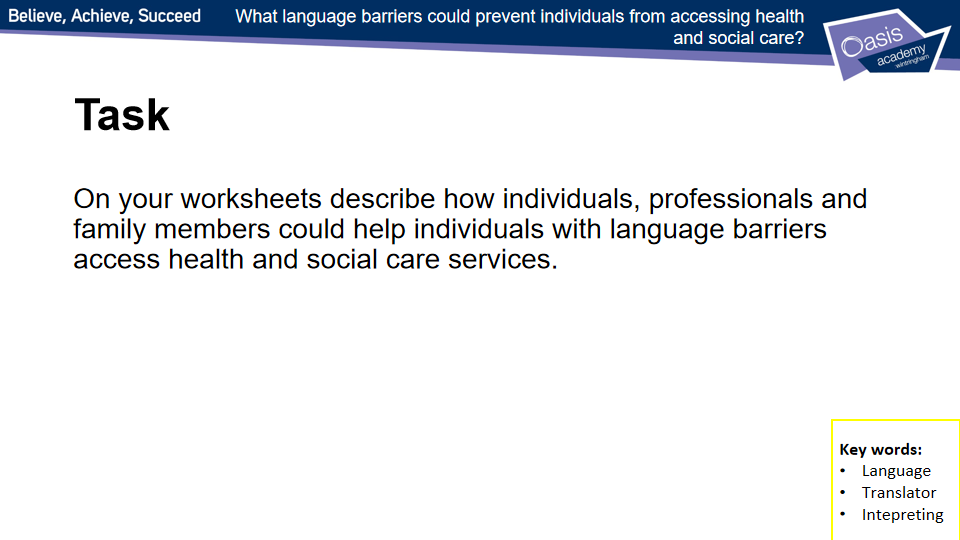 Believe, Achieve, Succeed
What language barriers could prevent individuals from accessing health
and social care?
Oasis
academy
wintringham
Task
On your worksheets describe how individuals, professionals and
family members could help individuals with language barriers
access health and social care services.
Key words:
• Language
• Translator
• Intepreting